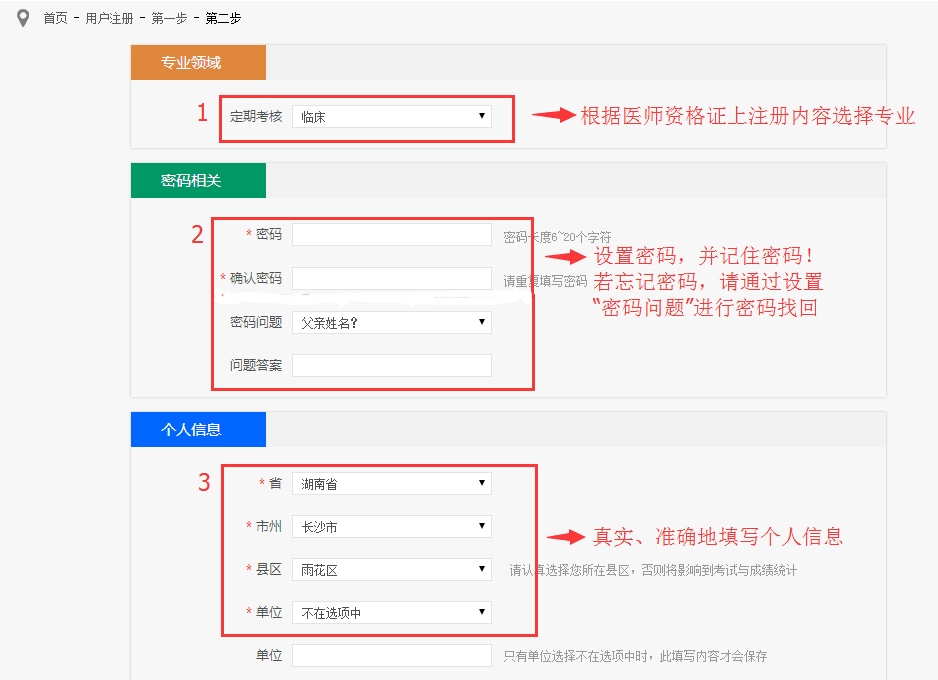 首页 - 用户注册 - 第一步 - 第二步
专业领域
1 定期考核 临床 根据医师资格证上注册内容选择专业
密码相关
2 * 密码 密码长度6~20个字符
设置密码，并记住密码！
* 确认密码 请重复填写密码 若忘记密码，请通过设置
“密码问题”进行密码找回
密码问题 父亲姓名？
问题答案
个人信息
3 * 省 湖南省
* 市州 长沙市 真实、准确地填写个人信息
* 县区 雨花区 请认真选择您所在县区，否则将影响到考试与成绩统计
* 单位 不在选项中
单位 只有单位选择不在选项中时，此填写内容才会保存